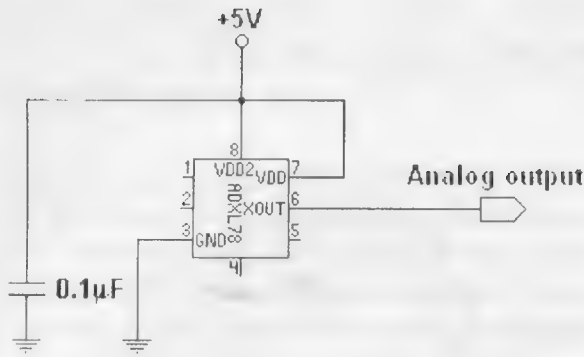 +5V
8
1 VDD2 VDD 7
Analog output
2 ADXL78 XOUT 6
3 GND 5
4
0.1µF